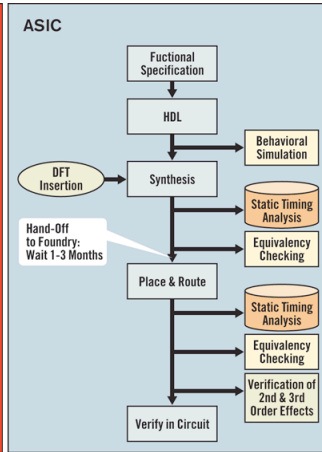 ASIC
Fuctional
Specification
HDL
Behavioral
Simulation
DFT
Insertion
Synthesis
Static Timing
Analysis
Hand-Off
to Foundry:
Wait 1-3 Months
Equivalency
Checking
Place & Route
Static Timing
Analysis
Equivalency
Checking
Verification of
2nd & 3rd
Order Effects
Verify in Circuit